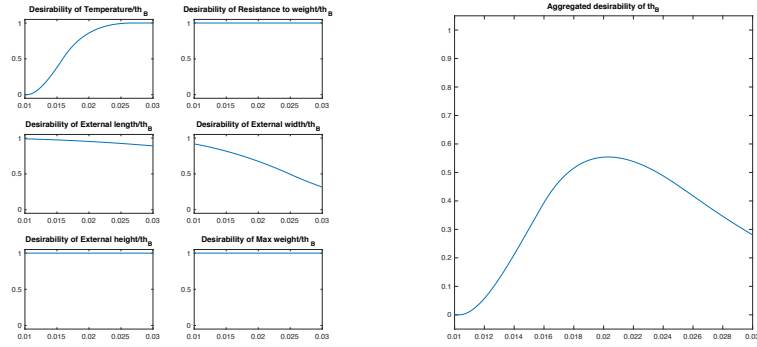 Desirability of Temperature/th_B
1
0.5
0
0.01 0.015 0.02 0.025 0.03
Desirability of Resistance to weight/th_B
1
0.5
0
0.01 0.015 0.02 0.025 0.03
Desirability of External length/th_B
1
0.5
0
0.01 0.015 0.02 0.025 0.03
Desirability of External width/th_B
1
0.5
0
0.01 0.015 0.02 0.025 0.03
Desirability of External height/th_B
1
0.5
0
0.01 0.015 0.02 0.025 0.03
Desirability of Max weight/th_B
1
0.5
0
0.01 0.015 0.02 0.025 0.03
Aggregated desirability of th_B
1
0.9
0.8
0.7
0.6
0.5
0.4
0.3
0.2
0.1
0
0.01 0.012 0.014 0.016 0.018 0.02 0.022 0.024 0.026 0.028 0.03